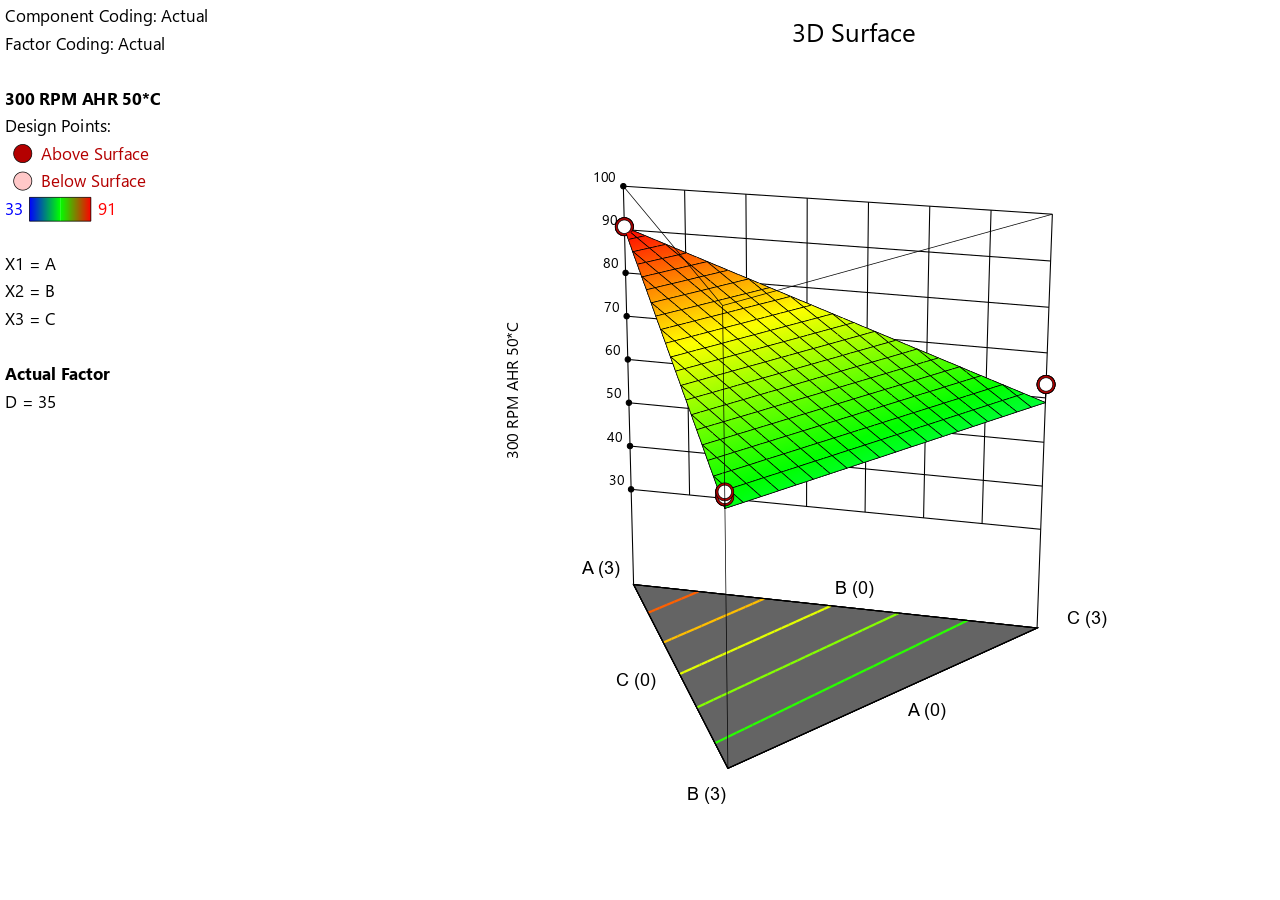 Component Coding: Actual
Factor Coding: Actual
3D Surface
300 RPM AHR 50*C
Design Points:
Above Surface
Below Surface
33 91
X1 = A
X2 = B
X3 = C
Actual Factor
D = 35
300 RPM AHR 50*C
100
90
80
70
60
50
40
30
A (3)
B (0)
C (3)
C (0)
A (0)
B (3)